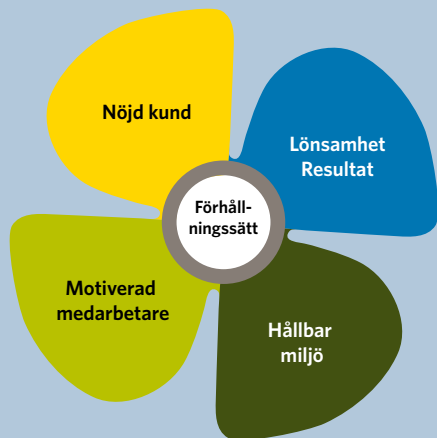 Nöjd kund
Lönsamhet
Resultat
Förhåll-
ningssätt
Motiverad
medarbetare
Hållbar
miljö